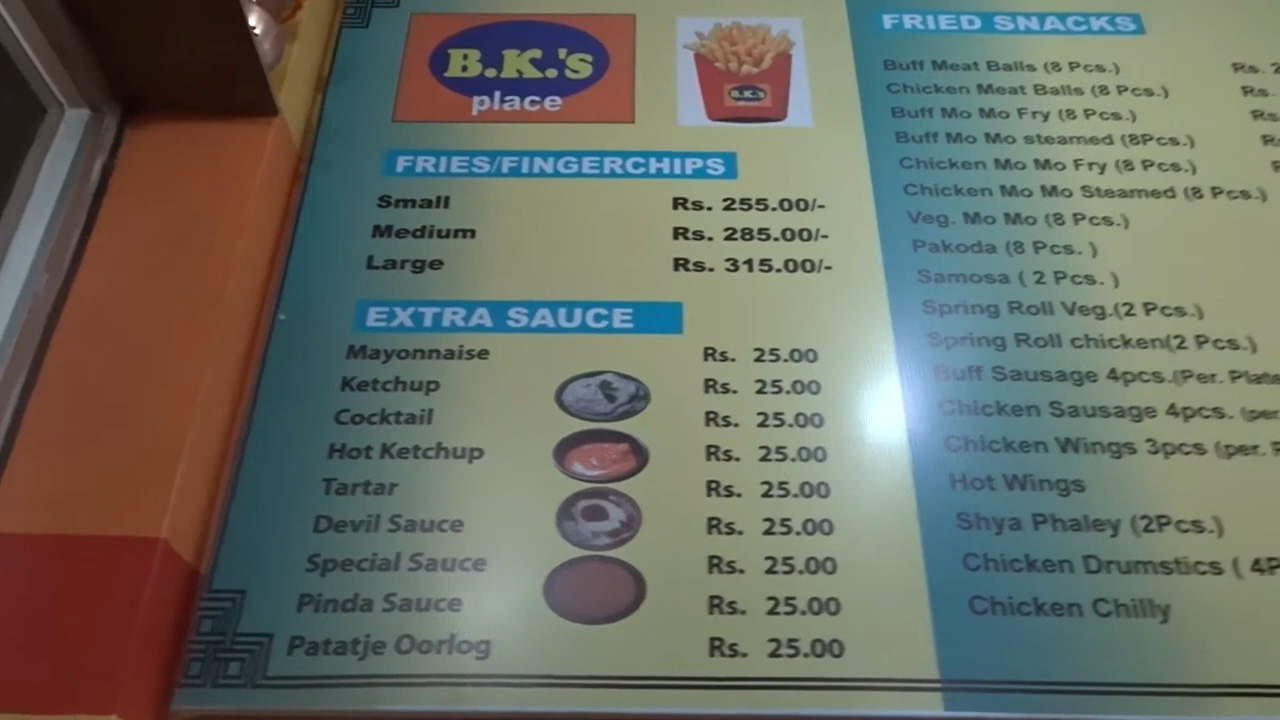 B.K.'s
place
B.K.'s
FRIES/FINGERCHIPS
Small Rs. 255.00/-
Medium Rs. 285.00/-
Large Rs. 315.00/-
EXTRA SAUCE
Mayonnaise Rs. 25.00
Ketchup Rs. 25.00
Cocktail Rs. 25.00
Hot Ketchup Rs. 25.00
Tartar Rs. 25.00
Devil Sauce Rs. 25.00
Special Sauce Rs. 25.00
Pinda Sauce Rs. 25.00
Patatje Oorlog Rs. 25.00
FRIED SNACKS
Buff Meat Balls (8 Pcs.) Rs. 2
Chicken Meat Balls (8 Pcs.) Rs.
Buff Mo Mo Fry (8 Pcs.) Rs
Buff Mo Mo steamed (8Pcs.)
Chicken Mo Mo Fry (8 Pcs.)
Chicken Mo Mo Steamed (8 Pcs.)
Veg. Mo Mo (8 Pcs.)
Pakoda (8 Pcs. )
Samosa ( 2 Pcs. )
Spring Roll Veg.(2 Pcs.)
Spring Roll chicken(2 Pcs.)
Buff Sausage 4pcs.(Per. Plate
Chicken Sausage 4pcs. (per
Chicken Wings 3pcs (per.
Hot Wings
Shya Phaley (2Pcs.)
Chicken Drumstics ( 4P
Chicken Chilly